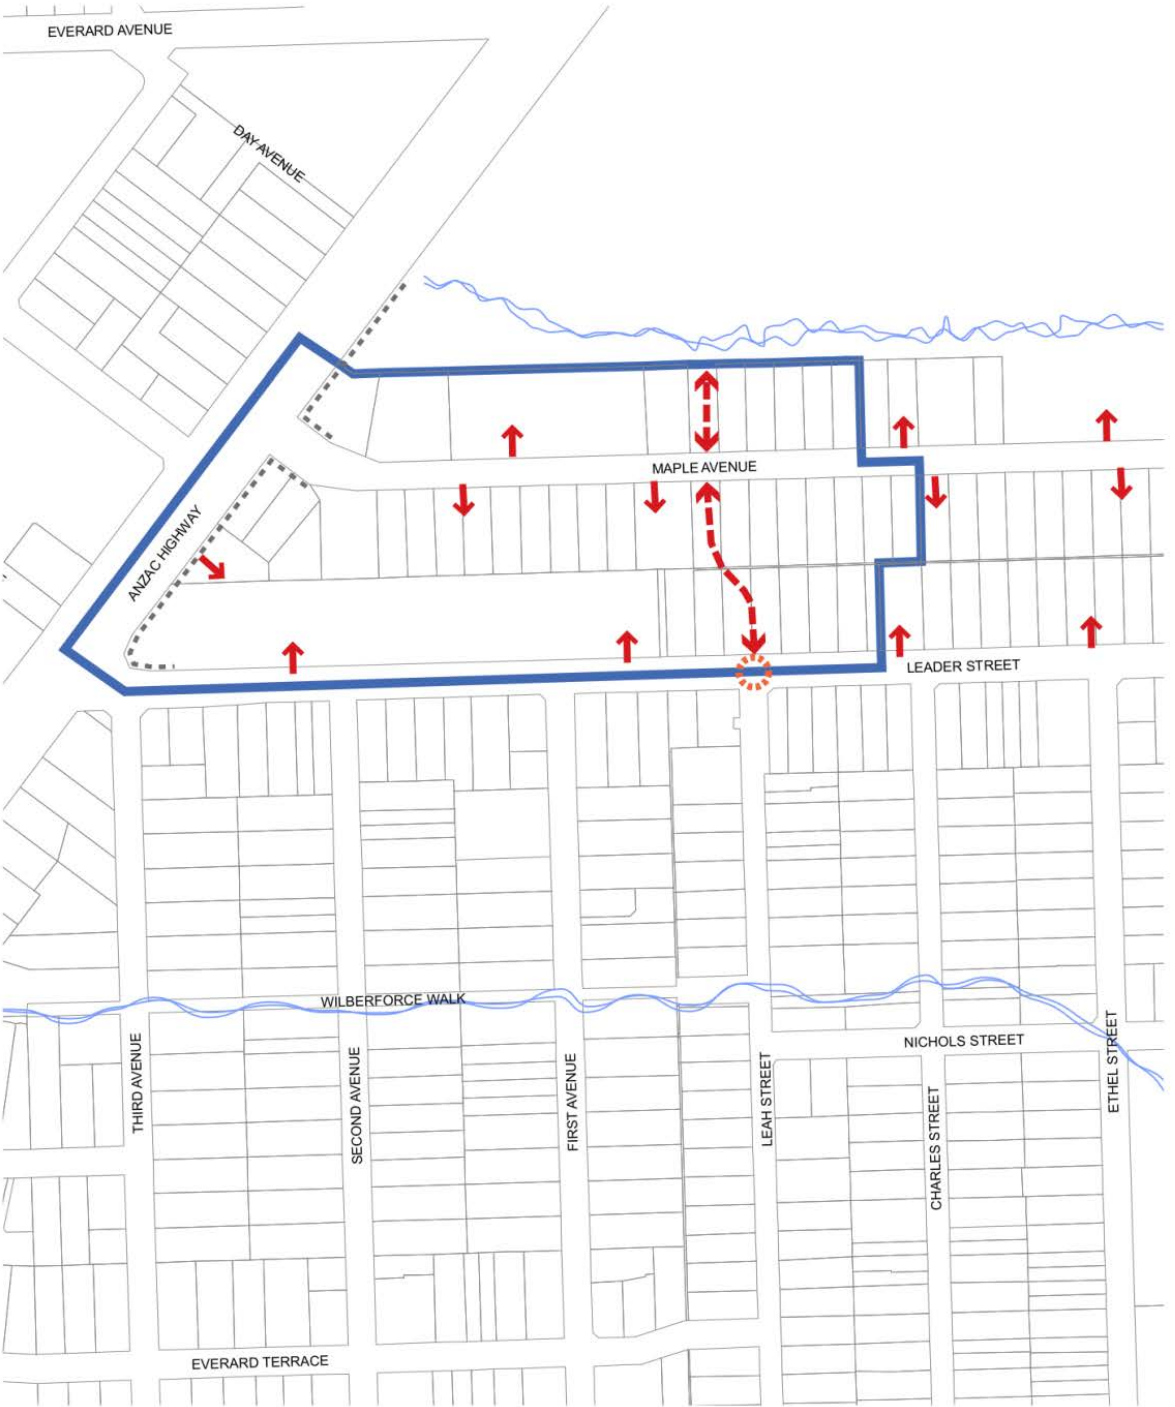 EVERARD AVENUE
DAY AVENUE
MAPLE AVENUE
ANZAC HIGHWAY
LEADER STREET
WILBERFORCE WALK
NICHOLS STREET
THIRD AVENUE
SECOND AVENUE
FIRST AVENUE
LEAH STREET
CHARLES STREET
ETHEL STREET
EVERARD TERRACE